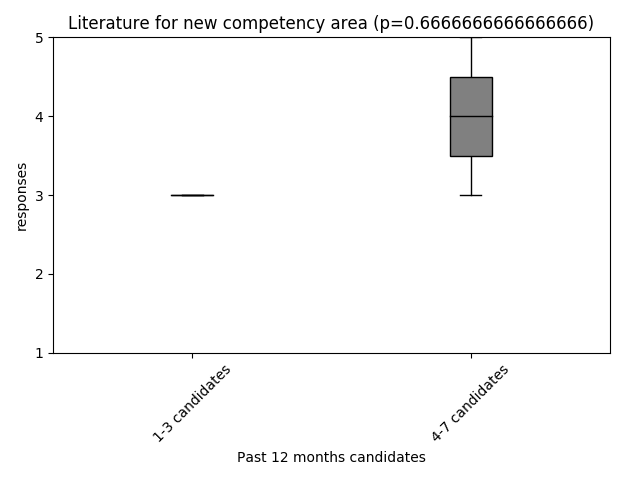 Literature for new competency area (p=0.6666666666666666)
5
4
3
2
1
responses
1-3 candidates
4-7 candidates
Past 12 months candidates